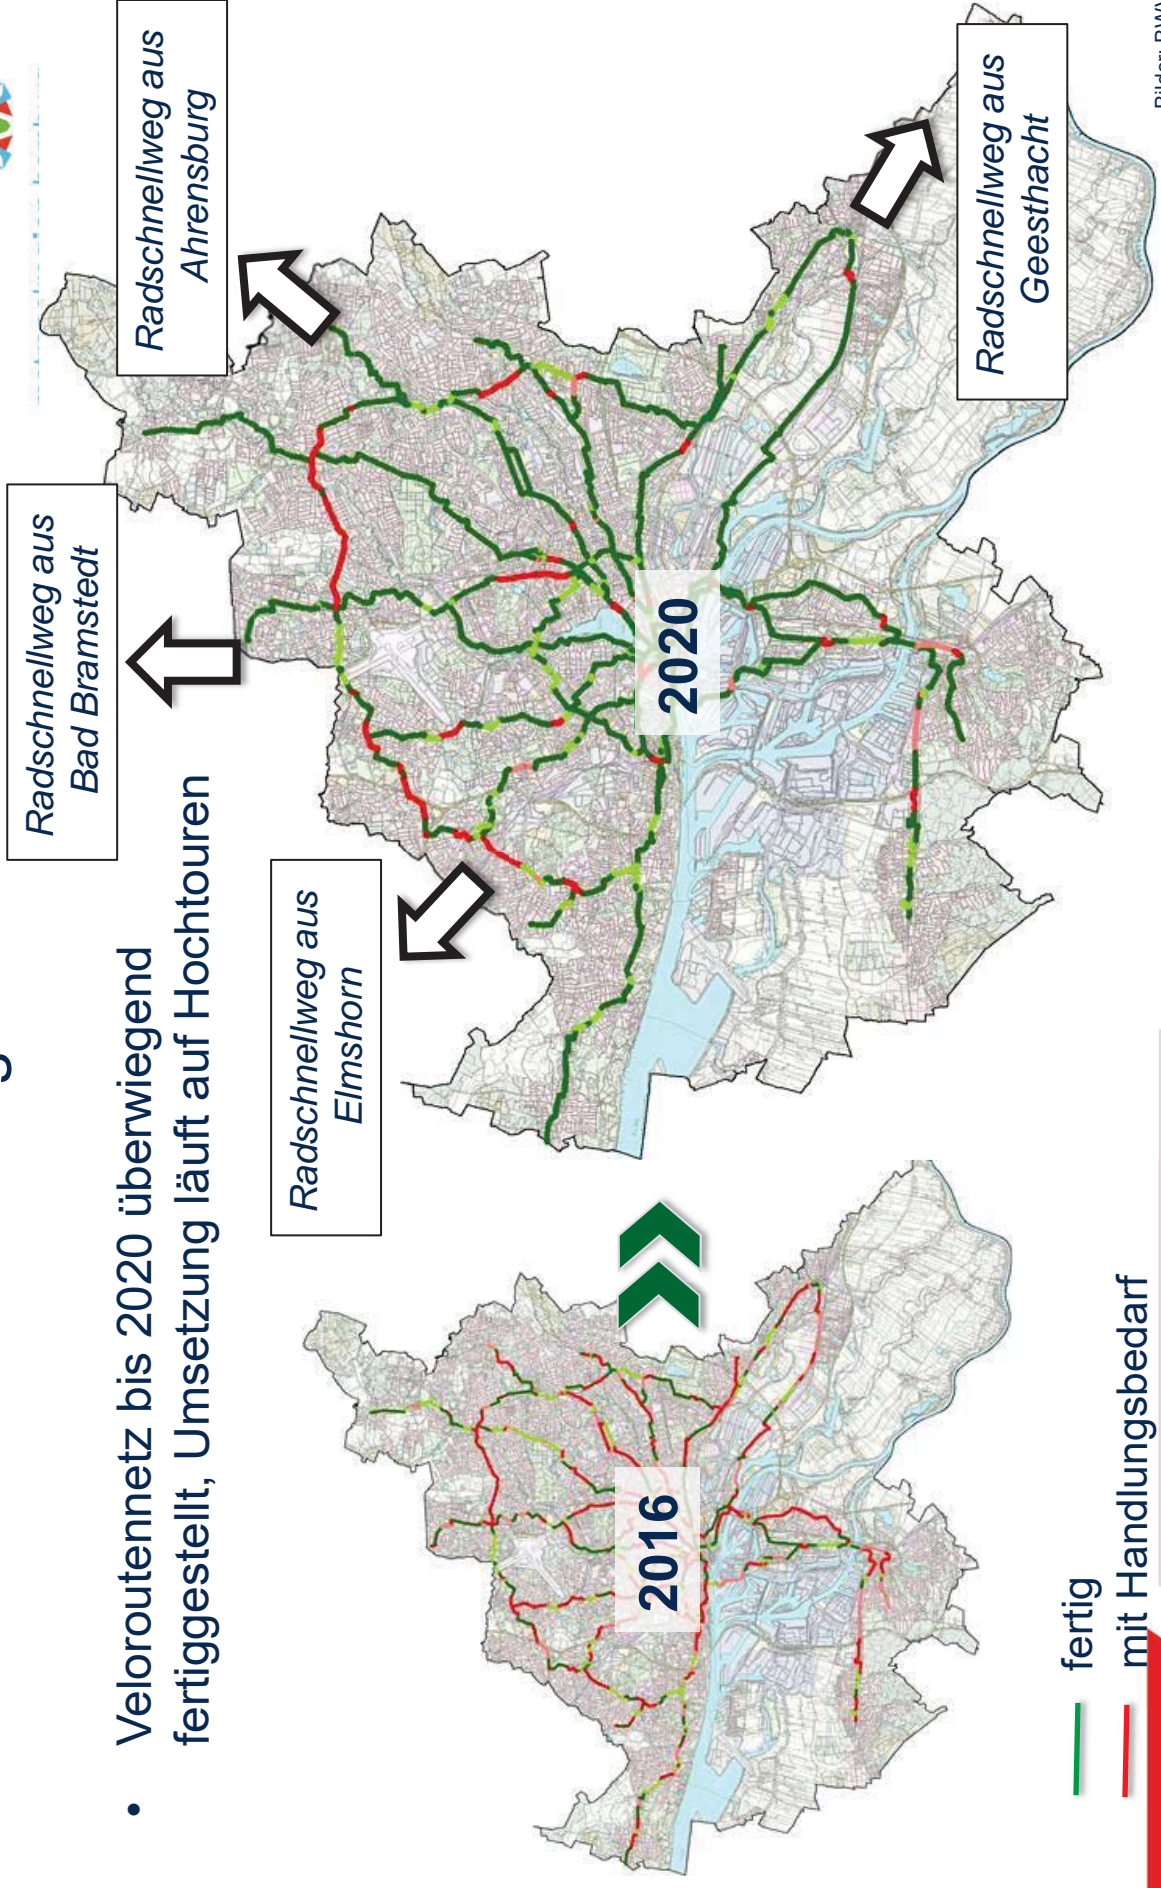 • Veloroutennetz bis 2020 überwiegend
fertiggestellt, Umsetzung läuft auf Hochtouren
Radschnellweg aus
Bad Bramstedt
Radschnellweg aus
Ahrensburg
Radschnellweg aus
Elmshorn
2016
2020
Radschnellweg aus
Geesthacht
fertig
mit Handlungsbedarf